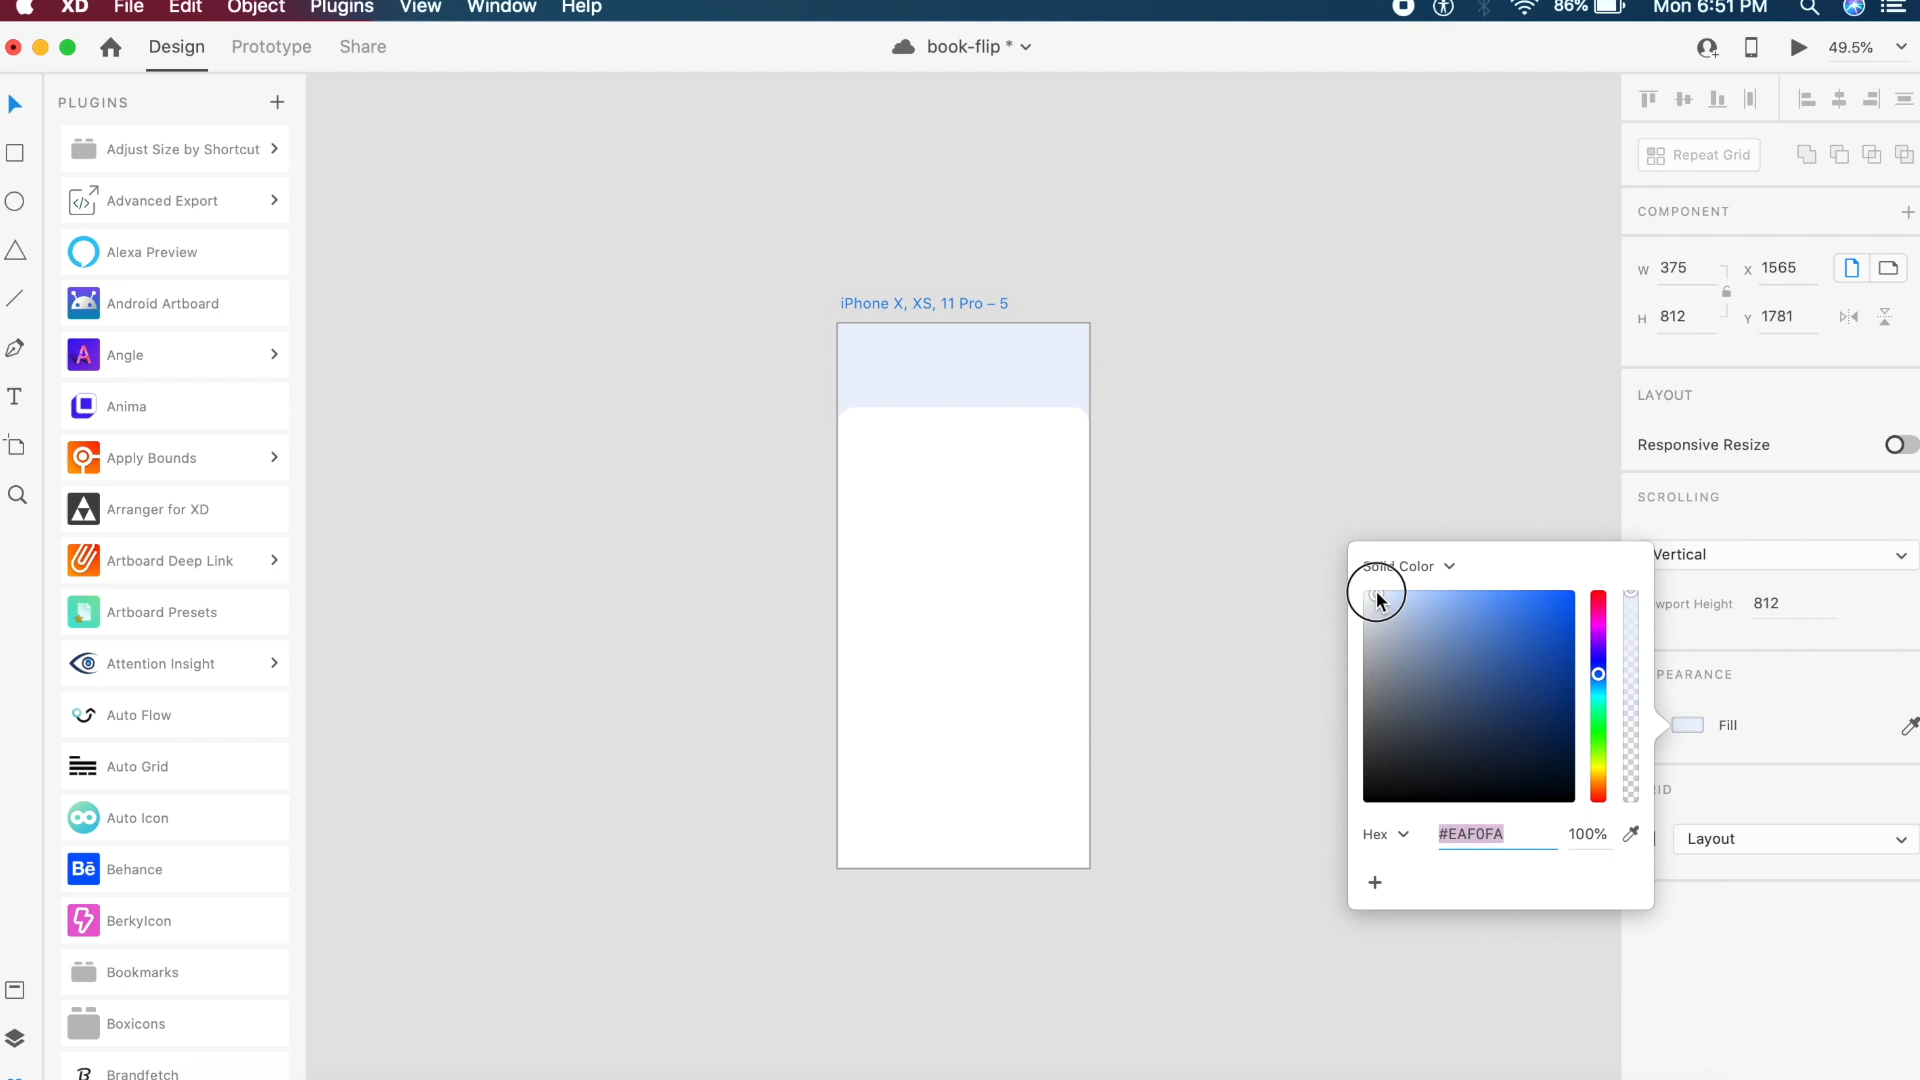 XD File Edit Object Plugins View Window Help 86% Mon 6:51 PM
Design Prototype Share book-flip * 49.5%
PLUGINS
Adjust Size by Shortcut
Advanced Export
Alexa Preview
Android Artboard
Angle
Anima
Apply Bounds
Arranger for XD
Artboard Deep Link
Artboard Presets
Attention Insight
Auto Flow
Auto Grid
Auto Icon
Behance
BerkyIcon
Bookmarks
Boxicons
Brandfetch
iPhone X, XS, 11 Pro – 5
Repeat Grid
COMPONENT
W 375 X 1565
H 812 Y 1781
LAYOUT
Responsive Resize
SCROLLING
Vertical
wport Height 812
PEARANCE
Fill
ID
Layout
Solid Color
Hex #EAF0FA 100%